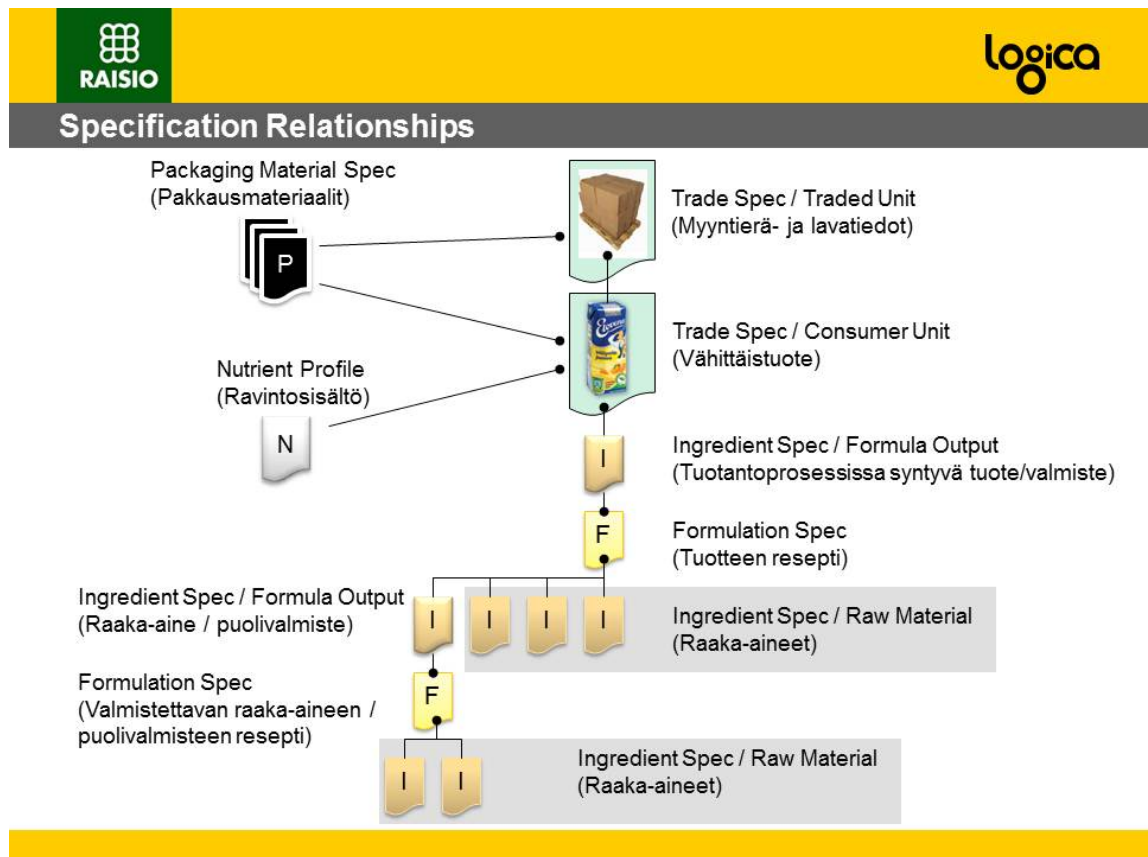 RAISIO
logica
Specification Relationships
Packaging Material Spec
(Pakkausmateriaalit)
P
Trade Spec / Traded Unit
(Myyntierä- ja lavatiedot)
Elovena
Trade Spec / Consumer Unit
(Vähittäistuote)
Nutrient Profile
(Ravintosisältö)
N
I
Ingredient Spec / Formula Output
(Tuotantoprosessissa syntyvä tuote/valmiste)
F
Formulation Spec
(Tuotteen resepti)
Ingredient Spec / Formula Output
(Raaka-aine / puolivalmiste)
I I I I
Ingredient Spec / Raw Material
(Raaka-aineet)
Formulation Spec
(Valmistettavan raaka-aineen /
puolivalmisteen resepti)
F
I I
Ingredient Spec / Raw Material
(Raaka-aineet)